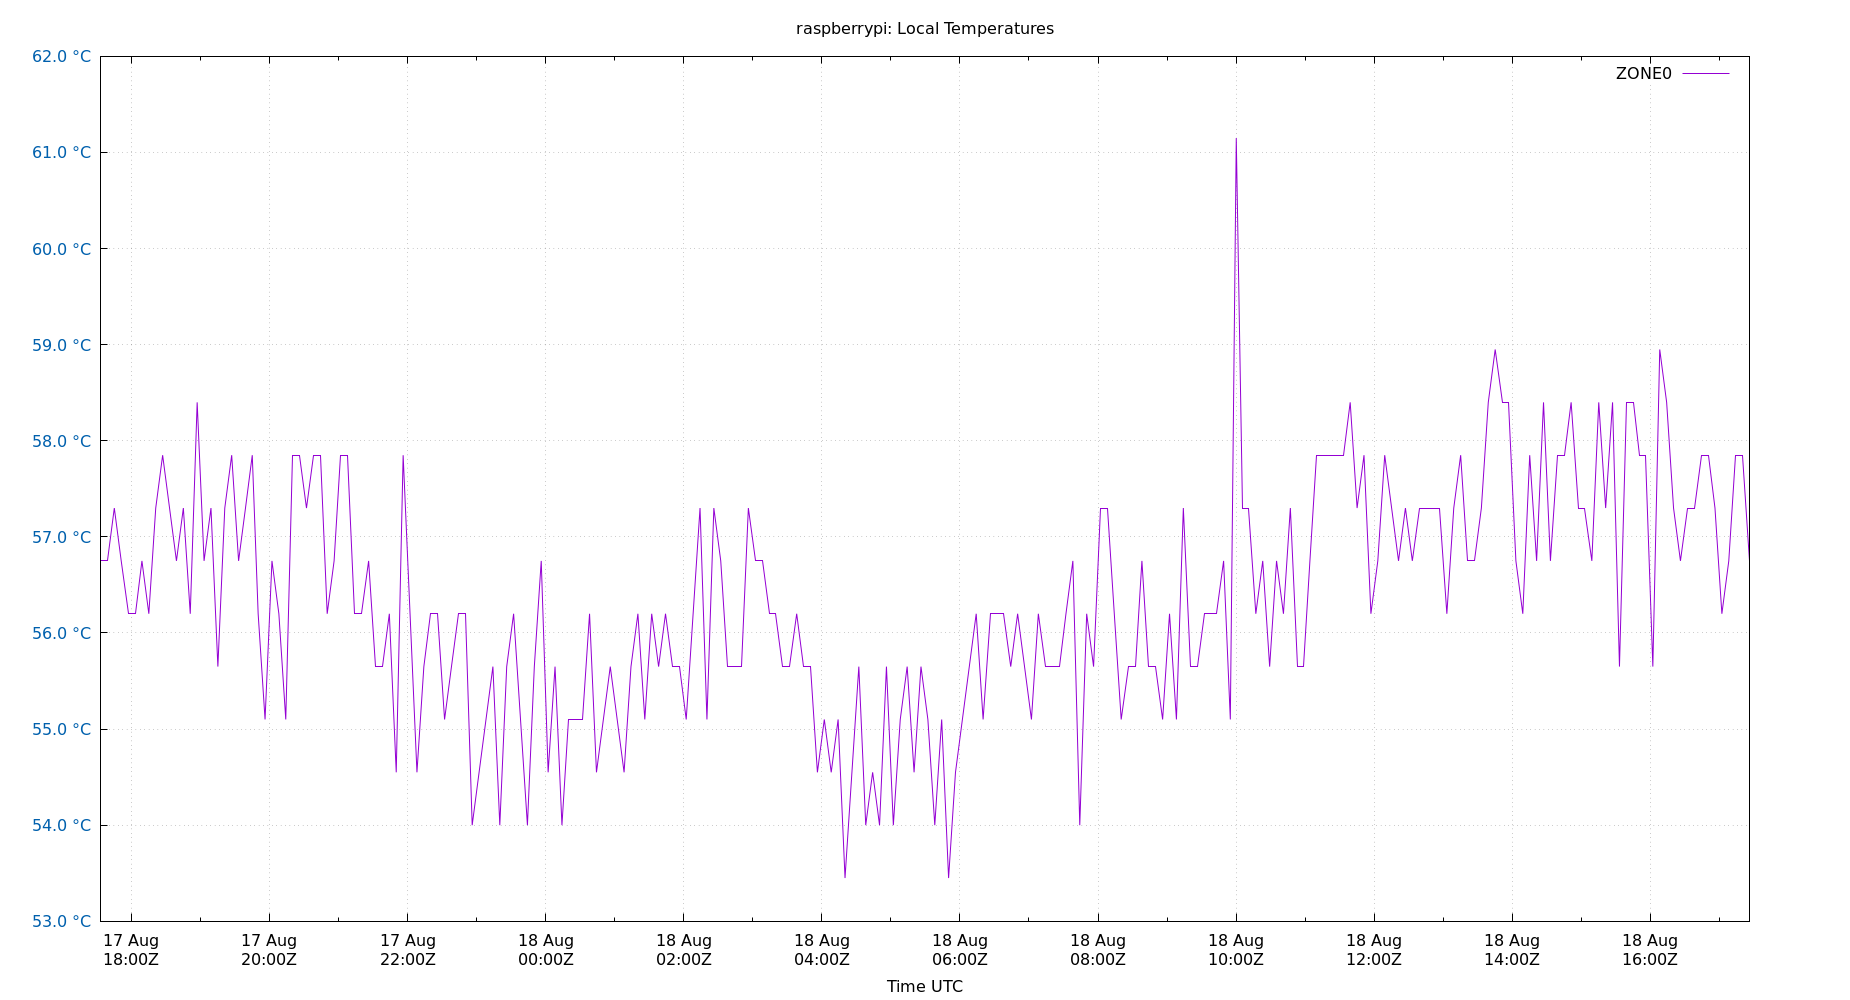 raspberrypi: Local Temperatures
62.0 °C
61.0 °C
60.0 °C
59.0 °C
58.0 °C
57.0 °C
56.0 °C
55.0 °C
54.0 °C
53.0 °C
ZONE0
17 Aug 17 Aug 17 Aug 18 Aug 18 Aug 18 Aug 18 Aug 18 Aug 18 Aug 18 Aug 18 Aug 18 Aug
18:00Z 20:00Z 22:00Z 00:00Z 02:00Z 04:00Z 06:00Z 08:00Z 10:00Z 12:00Z 14:00Z 16:00Z
Time UTC